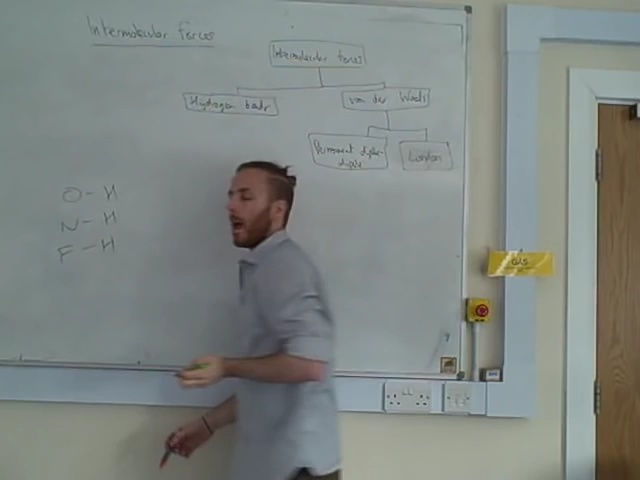 Intermolecular forces
Intermolecular forces
Hydrogen bonds
van der Waals
Permanent dipole-
dipole
London
O - H
N - H
F - H